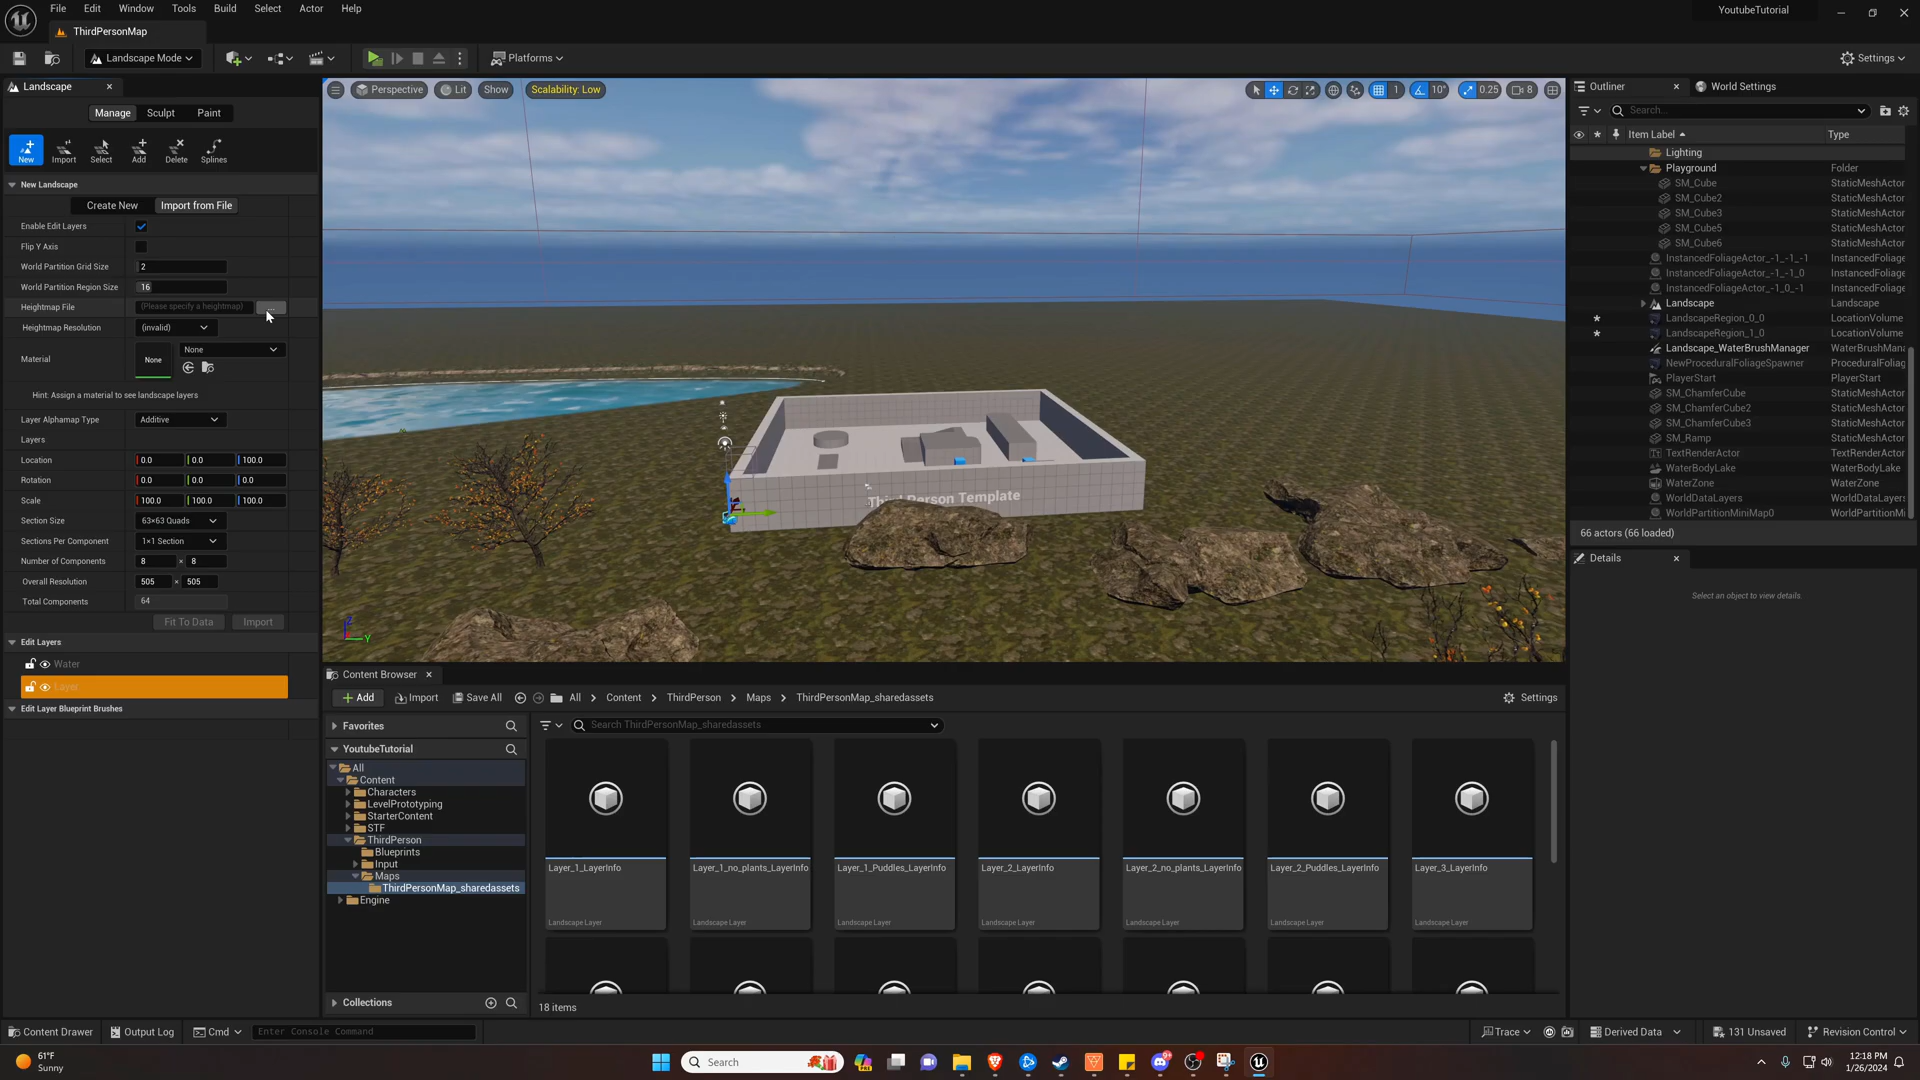 File Edit Window Tools Build Select Actor Help
YoutubeTutorial
ThirdPersonMap
Landscape Mode
Platforms
Settings
Landscape
Manage Sculpt Paint
New Import Select Add Delete Splines
New Landscape
Create New Import from File
Enable Edit Layers
Flip Y Axis
World Partition Grid Size 2
World Partition Region Size 16
Heightmap File (Please specify a heightmap) ...
Heightmap Resolution (invalid)
Material None None
Hint: Assign a material to see landscape layers
Layer Alphamap Type Additive
Layers
Location 0.0 0.0 100.0
Rotation 0.0 0.0 0.0
Scale 100.0 100.0 100.0
Section Size 63×63 Quads
Sections Per Component 1×1 Section
Number of Components 8 × 8
Overall Resolution 505 × 505
Total Components 64
Fit To Data Import
Edit Layers
Water
Layer
Edit Layer Blueprint Brushes
Perspective Lit Show Scalability: Low
1 10° 0.25 8
Third Person Template
Z Y
Outliner World Settings
Search...
Item Label Type
Lighting
Playground Folder
SM_Cube StaticMeshActor
SM_Cube2 StaticMeshActor
SM_Cube3 StaticMeshActor
SM_Cube5 StaticMeshActor
SM_Cube6 StaticMeshActor
InstancedFoliageActor_-1_-1_-1 InstancedFoliage
InstancedFoliageActor_-1_-1_0 InstancedFoliage
InstancedFoliageActor_-1_0_-1 InstancedFoliage
Landscape Landscape
LandscapeRegion_0_0 LocationVolume
LandscapeRegion_1_0 LocationVolume
Landscape_WaterBrushManager WaterBrushMana
NewProceduralFoliageSpawner ProceduralFoliag
PlayerStart PlayerStart
SM_ChamferCube StaticMeshActor
SM_ChamferCube2 StaticMeshActor
SM_ChamferCube3 StaticMeshActor
SM_Ramp StaticMeshActor
TextRenderActor TextRenderActor
WaterBodyLake WaterBodyLake
WaterZone WaterZone
WorldDataLayers WorldDataLayers
WorldPartitionMiniMap0 WorldPartitionMi
66 actors (66 loaded)
Details
Select an object to view details.
Content Browser
Add Import Save All All > Content > ThirdPerson > Maps > ThirdPersonMap_sharedassets Settings
Favorites
YoutubeTutorial
All
Content
Characters
LevelPrototyping
StarterContent
STF
ThirdPerson
Blueprints
Input
Maps
ThirdPersonMap_sharedassets
Engine
Collections
Search ThirdPersonMap_sharedassets
Layer_1_LayerInfo Layer_1_no_plants_LayerInfo Layer_1_Puddles_LayerInfo Layer_2_LayerInfo Layer_2_no_plants_LayerInfo Layer_2_Puddles_LayerInfo Layer_3_LayerInfo
Landscape Layer Landscape Layer Landscape Layer Landscape Layer Landscape Layer Landscape Layer Landscape Layer
18 items
Content Drawer Output Log Cmd Enter Console Command Trace Derived Data 131 Unsaved Revision Control
61°F
Sunny
Search
12:18 PM
1/26/2024